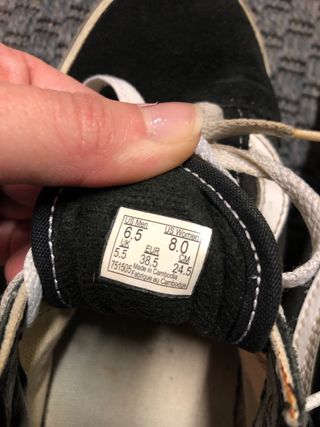 US Men US Women
6.5 8.0
UK EUR CM
5.5 38.5 24.5
751505 Made in Cambodia
Fabriqué au Cambodge